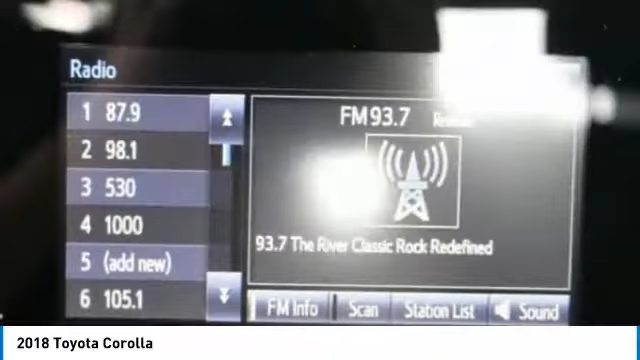 Radio
1 87.9
2 98.1
3 530
4 1000
5 (add new)
6 105.1
FM 93.7
93.7 The River Classic Rock Redefined
FM Info
Scan
Station List
Sound
2018 Toyota Corolla